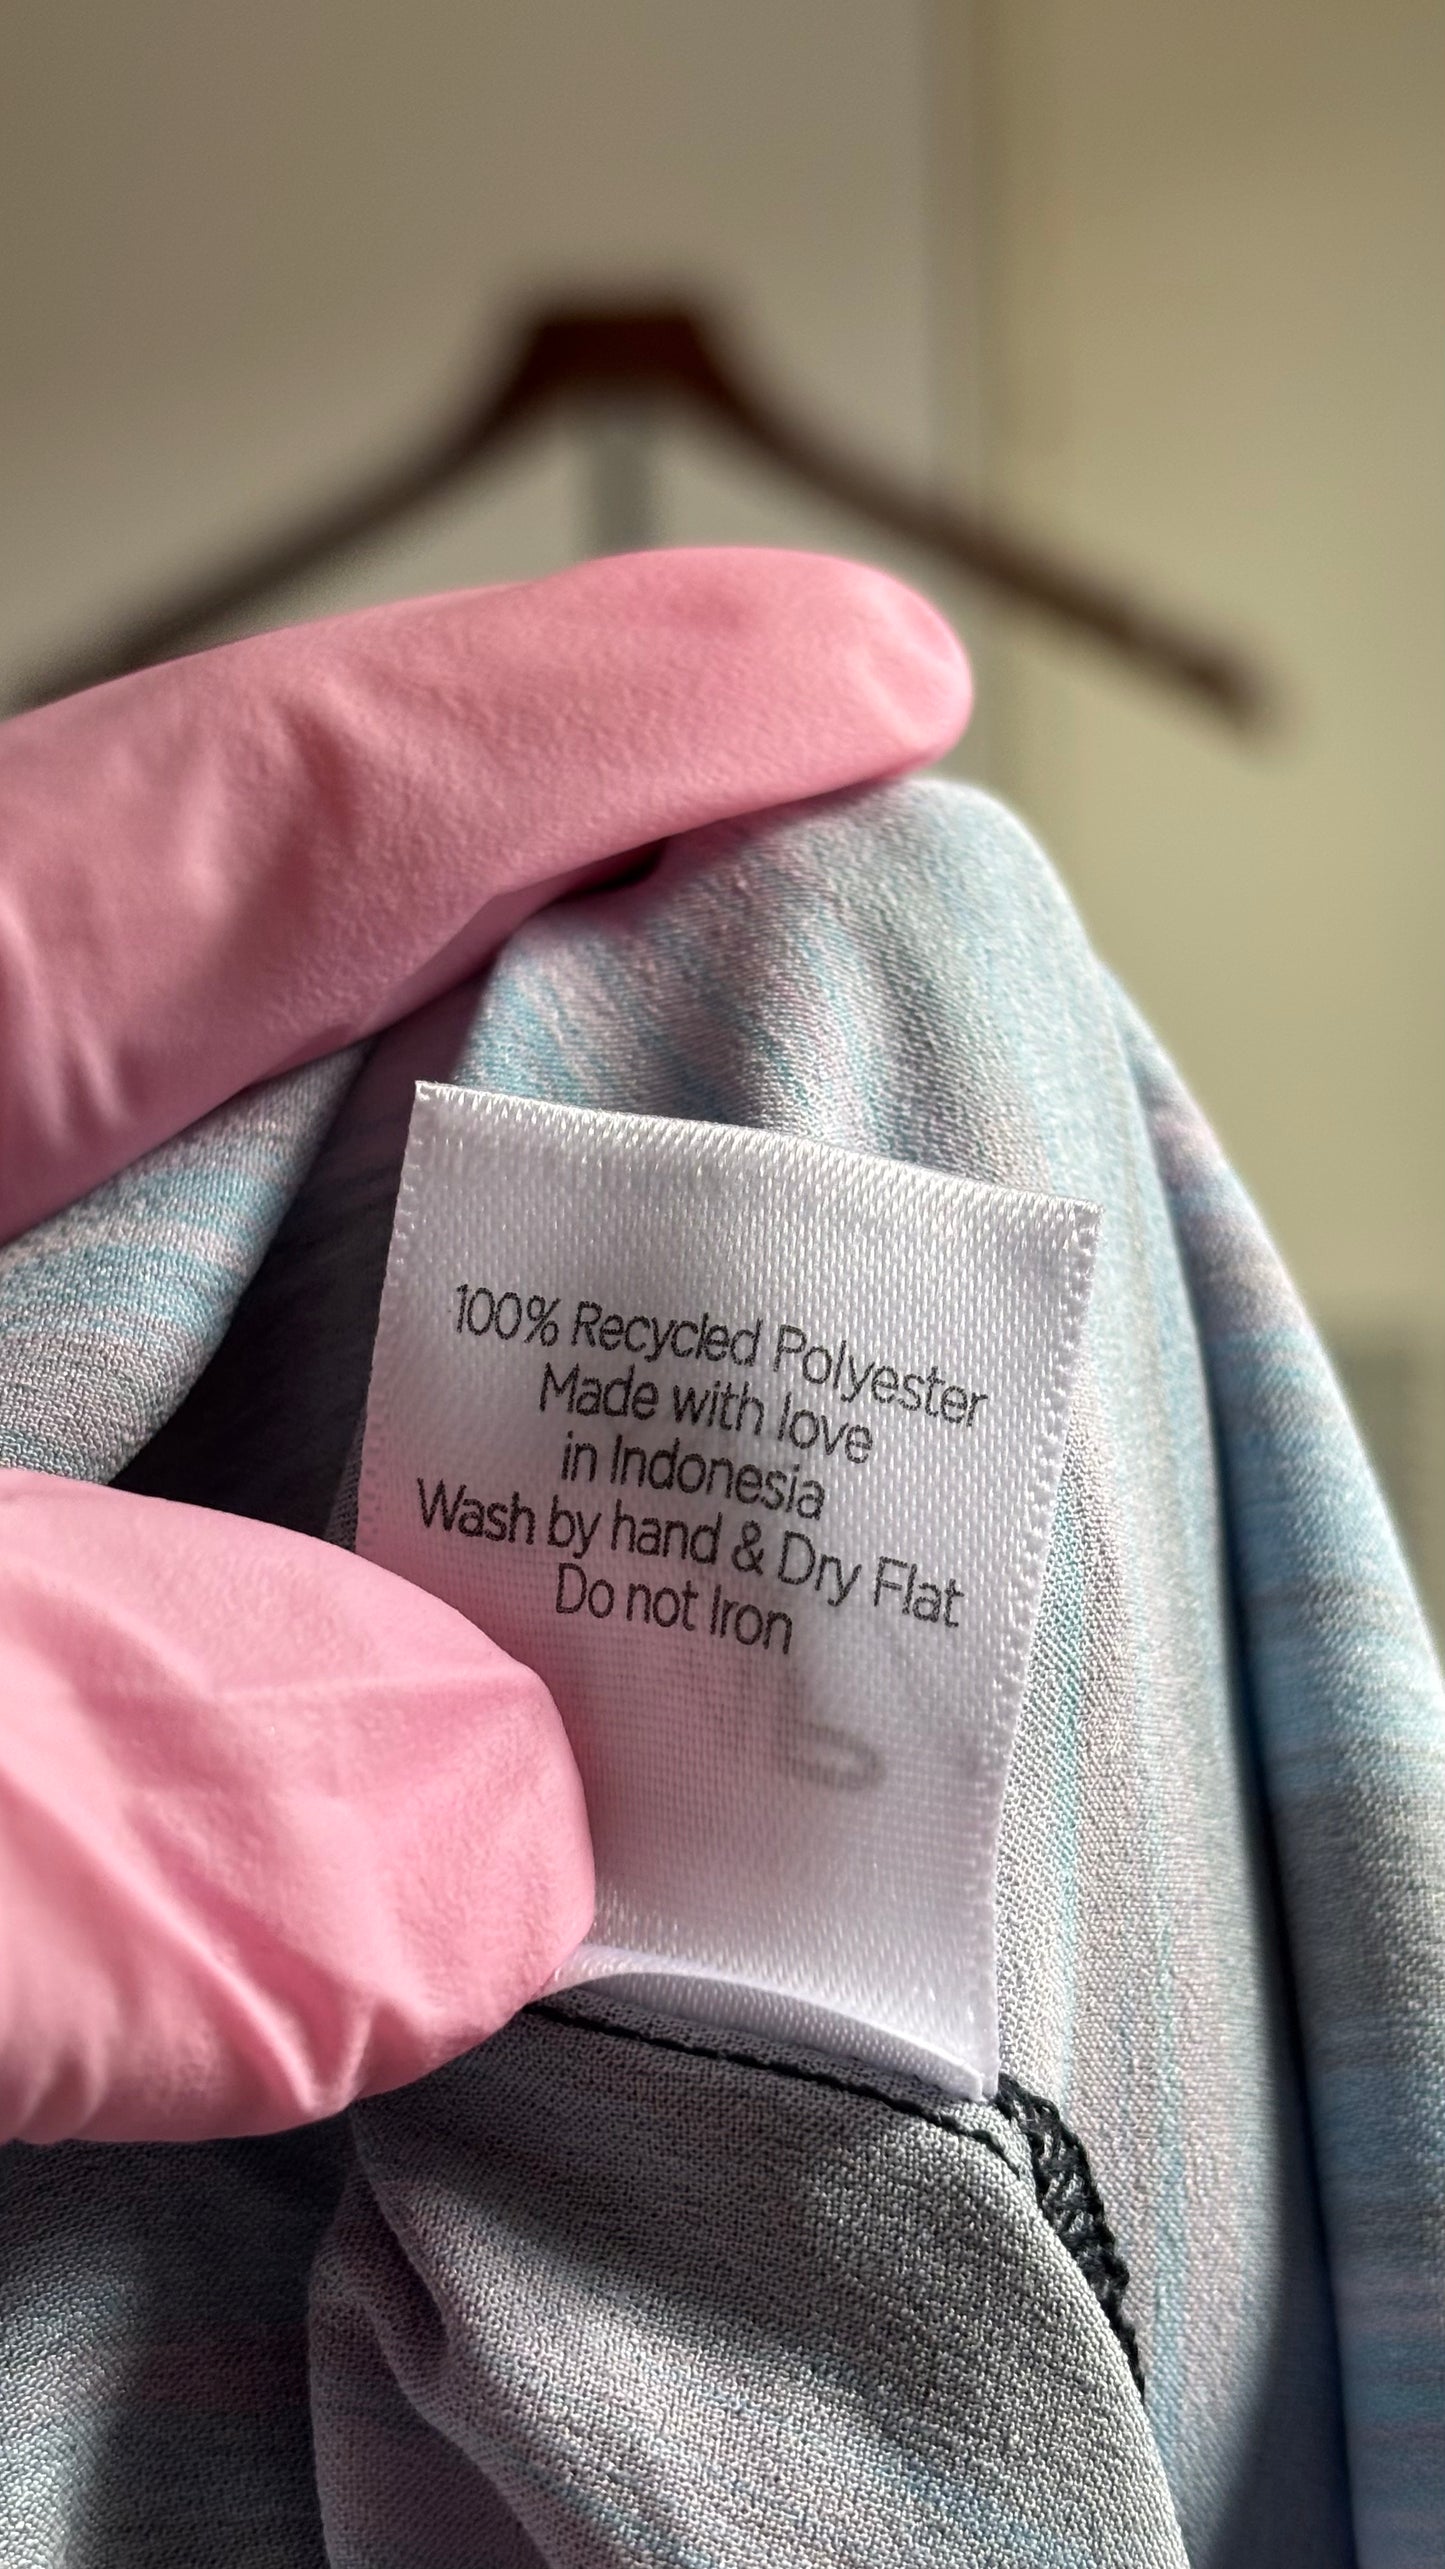 100% Recycled Polyester
Made with love
in Indonesia
Wash by hand & Dry Flat
Do not Iron